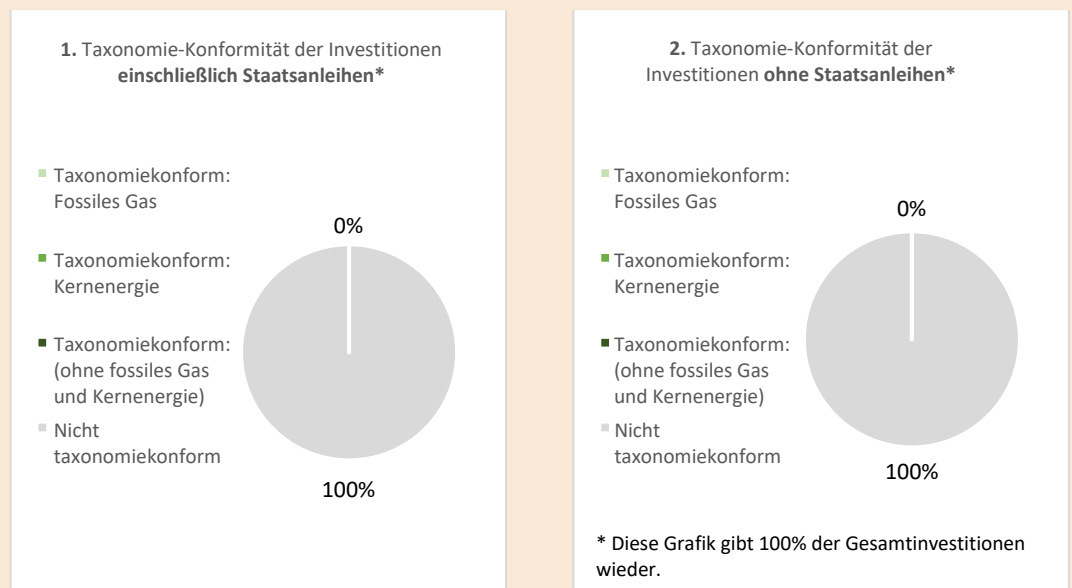 1. Taxonomie-Konformität der Investitionen
einschließlich Staatsanleihen*
Taxonomiekonform:
Fossiles Gas
Taxonomiekonform:
Kernenergie
Taxonomiekonform:
(ohne fossiles Gas
und Kernenergie)
Nicht
taxonomiekonform
0%
100%
2. Taxonomie-Konformität der
Investitionen ohne Staatsanleihen*
Taxonomiekonform:
Fossiles Gas
Taxonomiekonform:
Kernenergie
Taxonomiekonform:
(ohne fossiles Gas
und Kernenergie)
Nicht
taxonomiekonform
0%
100%
* Diese Grafik gibt 100% der Gesamtinvestitionen
wieder.